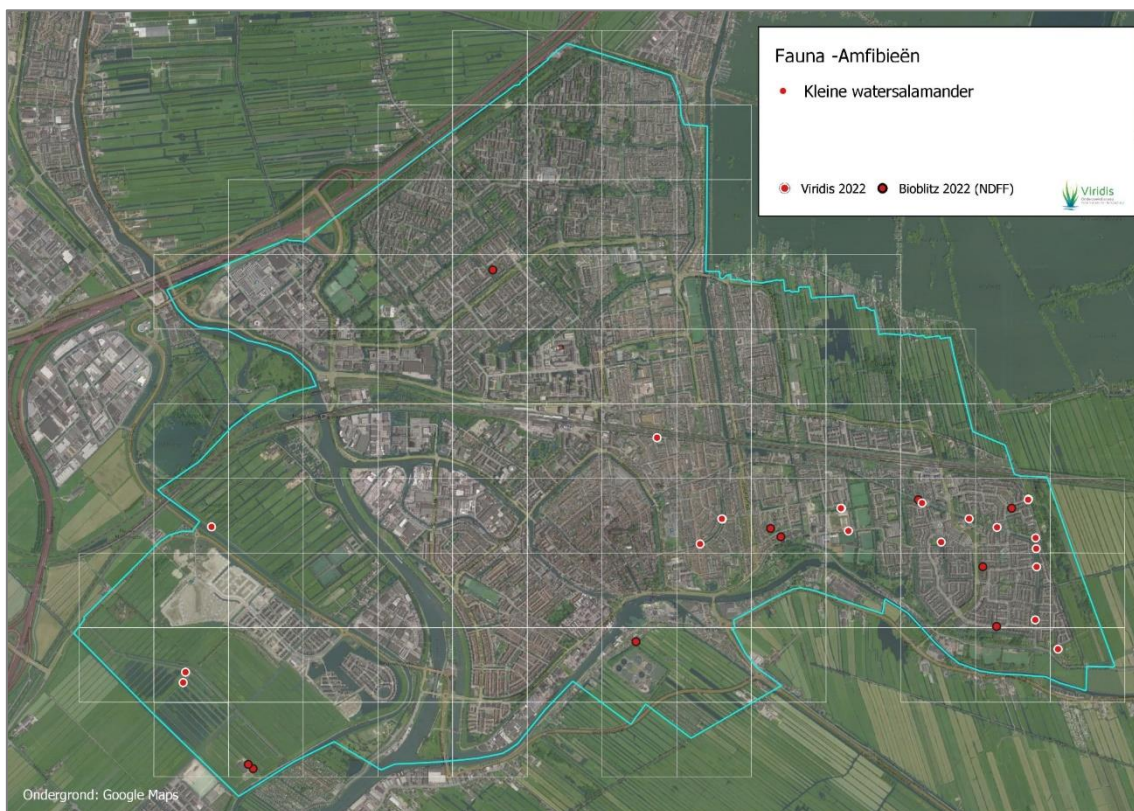 Fauna -Amfibieën
Kleine watersalamander
Viridis 2022 Bioblitz 2022 (NDFF)
Viridis
Ondergrond: Google Maps